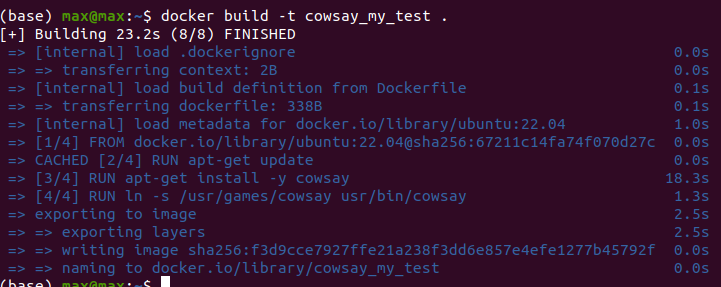 (base) max@max:~$ docker build -t cowsay_my_test .
[+] Building 23.2s (8/8) FINISHED
=> [internal] load .dockerignore 0.0s
=> => transferring context: 2B 0.0s
=> [internal] load build definition from Dockerfile 0.1s
=> => transferring dockerfile: 338B 0.1s
=> [internal] load metadata for docker.io/library/ubuntu:22.04 1.0s
=> [1/4] FROM docker.io/library/ubuntu:22.04@sha256:67211c14fa74f070d27c 0.0s
=> CACHED [2/4] RUN apt-get update 0.0s
=> [3/4] RUN apt-get install -y cowsay 18.3s
=> [4/4] RUN ln -s /usr/games/cowsay usr/bin/cowsay 1.3s
=> exporting to image 2.5s
=> => exporting layers 2.5s
=> => writing image sha256:f3d9cce7927ffe21a238f3dd6e857e4efe1277b45792f 0.0s
=> => naming to docker.io/library/cowsay_my_test 0.0s
(base) max@max:~$